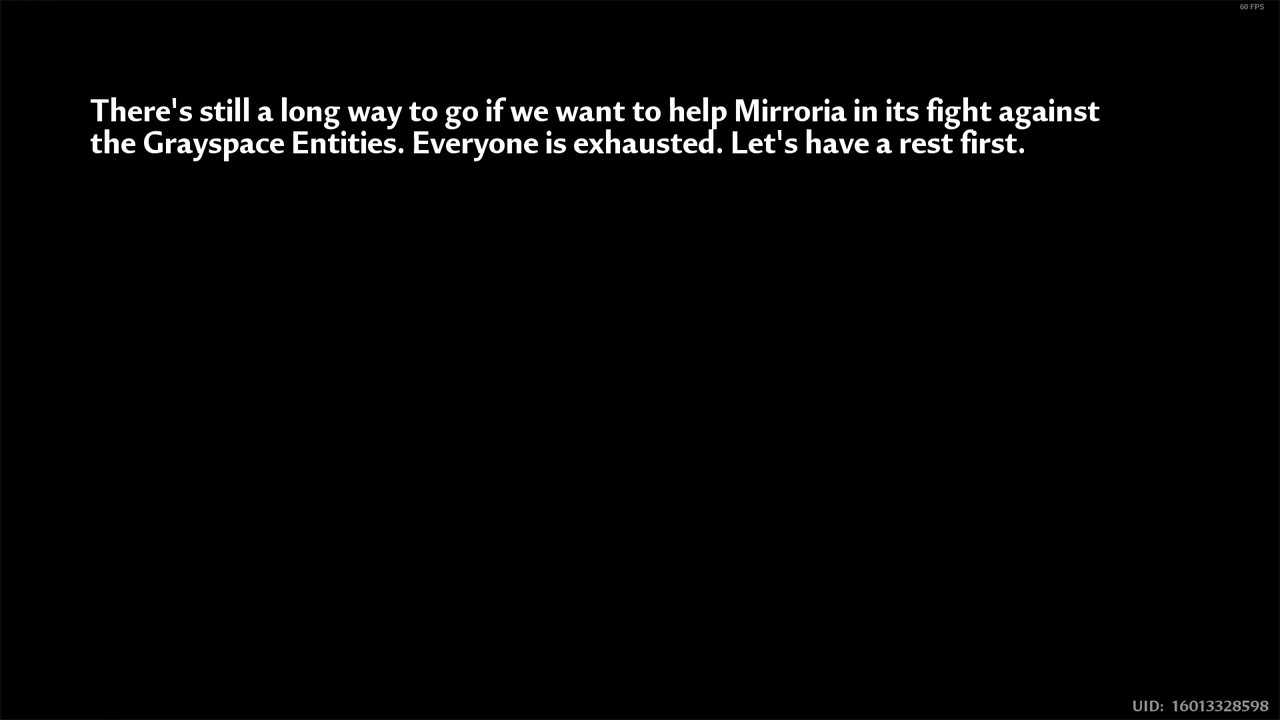 60 FPS
There's still a long way to go if we want to help Mirroria in its fight against
the Grayspace Entities. Everyone is exhausted. Let's have a rest first.
UID: 16013328598